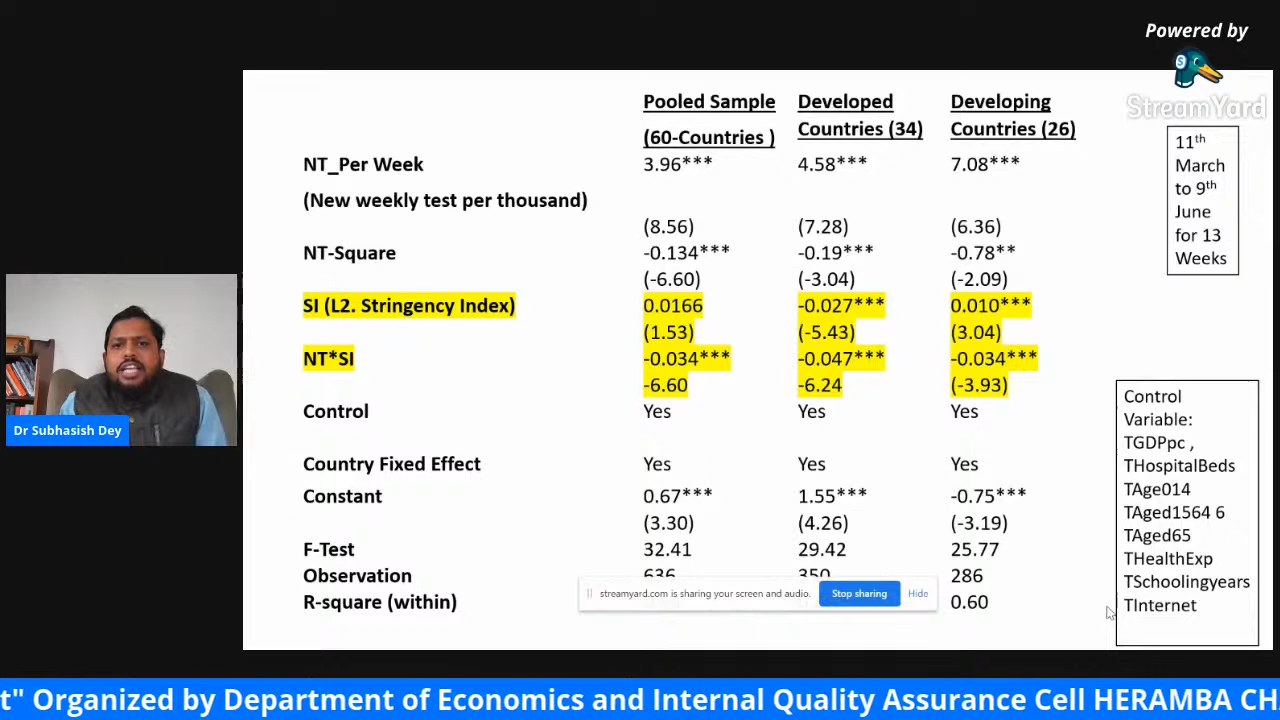 Powered by
StreamYard
Pooled Sample
(60-Countries )
Developed
Countries (34)
Developing
Countries (26)
NT_Per Week 3.96*** 4.58*** 7.08***
(New weekly test per thousand)
(8.56) (7.28) (6.36)
NT-Square -0.134*** -0.19*** -0.78**
(-6.60) (-3.04) (-2.09)
SI (L2. Stringency Index) 0.0166 -0.027*** 0.010***
(1.53) (-5.43) (3.04)
NT*SI -0.034*** -0.047*** -0.034***
-6.60 -6.24 (-3.93)
Control Yes Yes Yes
Country Fixed Effect Yes Yes Yes
Constant 0.67*** 1.55*** -0.75***
(3.30) (4.26) (-3.19)
F-Test 32.41 29.42 25.77
Observation 636 350 286
R-square (within) 0.60
11th
March
to 9th
June
for 13
Weeks
Control
Variable:
TGDPpc ,
THospitalBeds
TAge014
TAged1564 6
TAged65
THealthExp
TSchoolingyears
TInternet
streamyard.com is sharing your screen and audio. Stop sharing Hide
Dr Subhasish Dey
t" Organized by Department of Economics and Internal Quality Assurance Cell HERAMBA CH